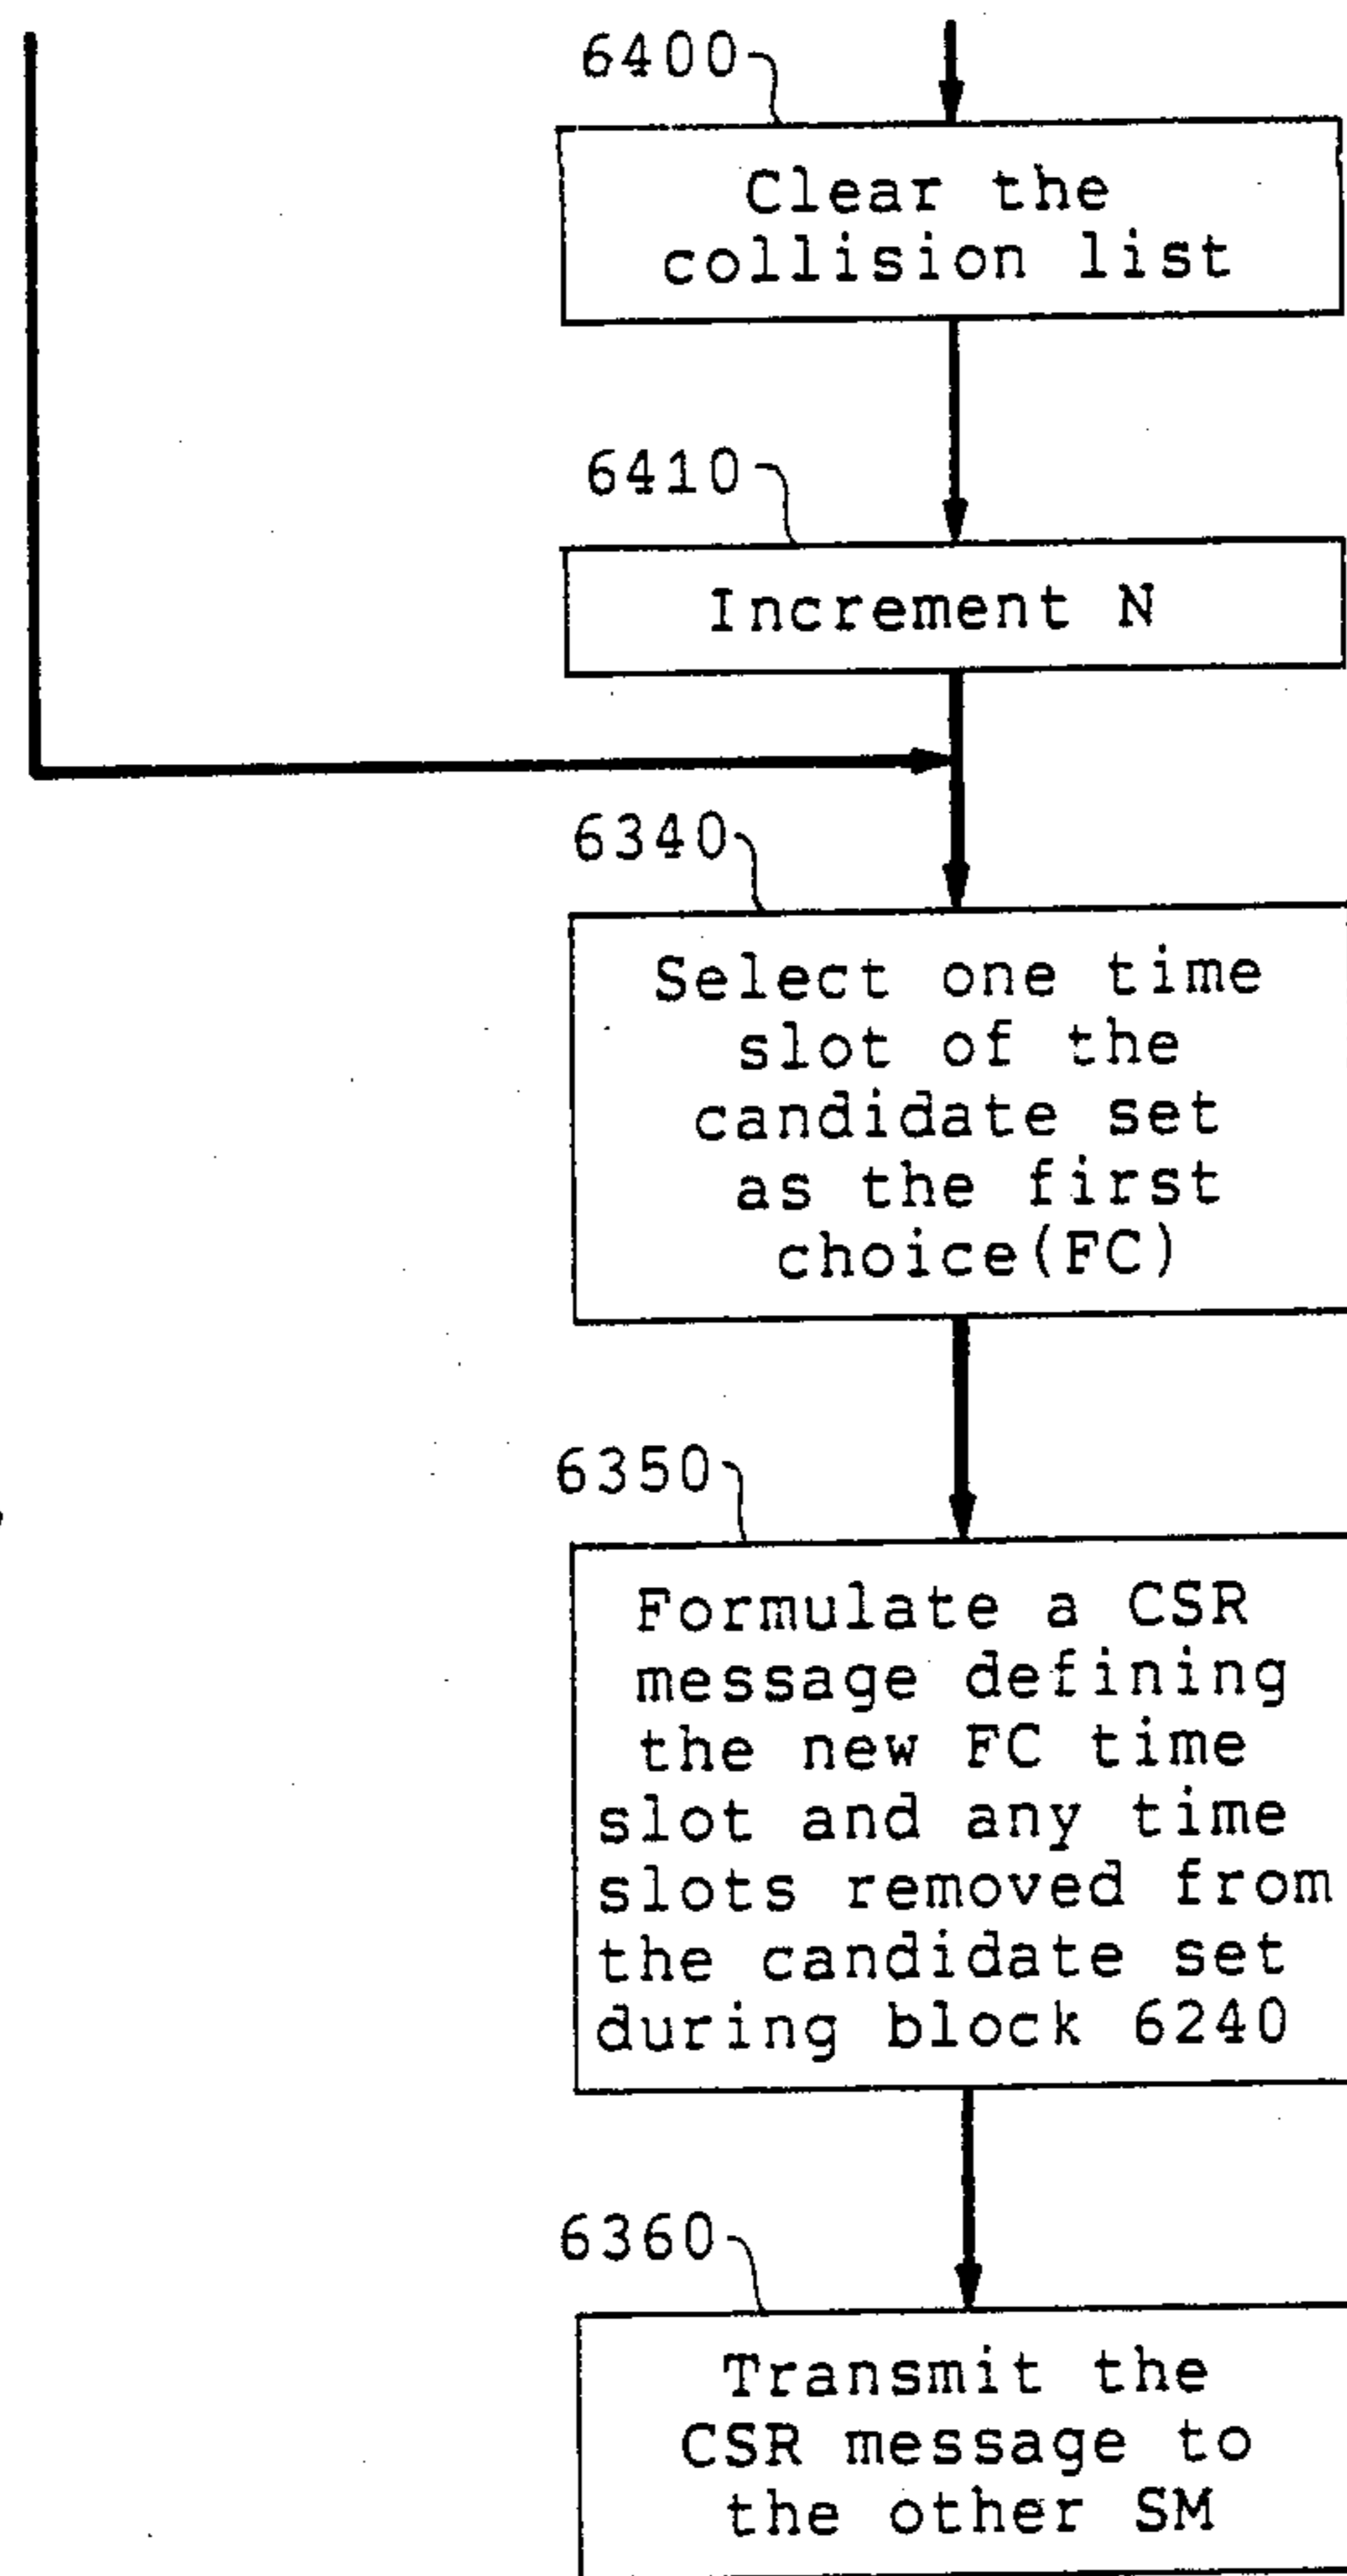 6400
Clear the
collision list
6410
Increment N
6340
Select one time
slot of the
candidate set
as the first
choice(FC)
6350
Formulate a CSR
message defining
the new FC time
slot and any time
slots removed from
the candidate set
during block 6240
6360
Transmit the
CSR message to
the other SM